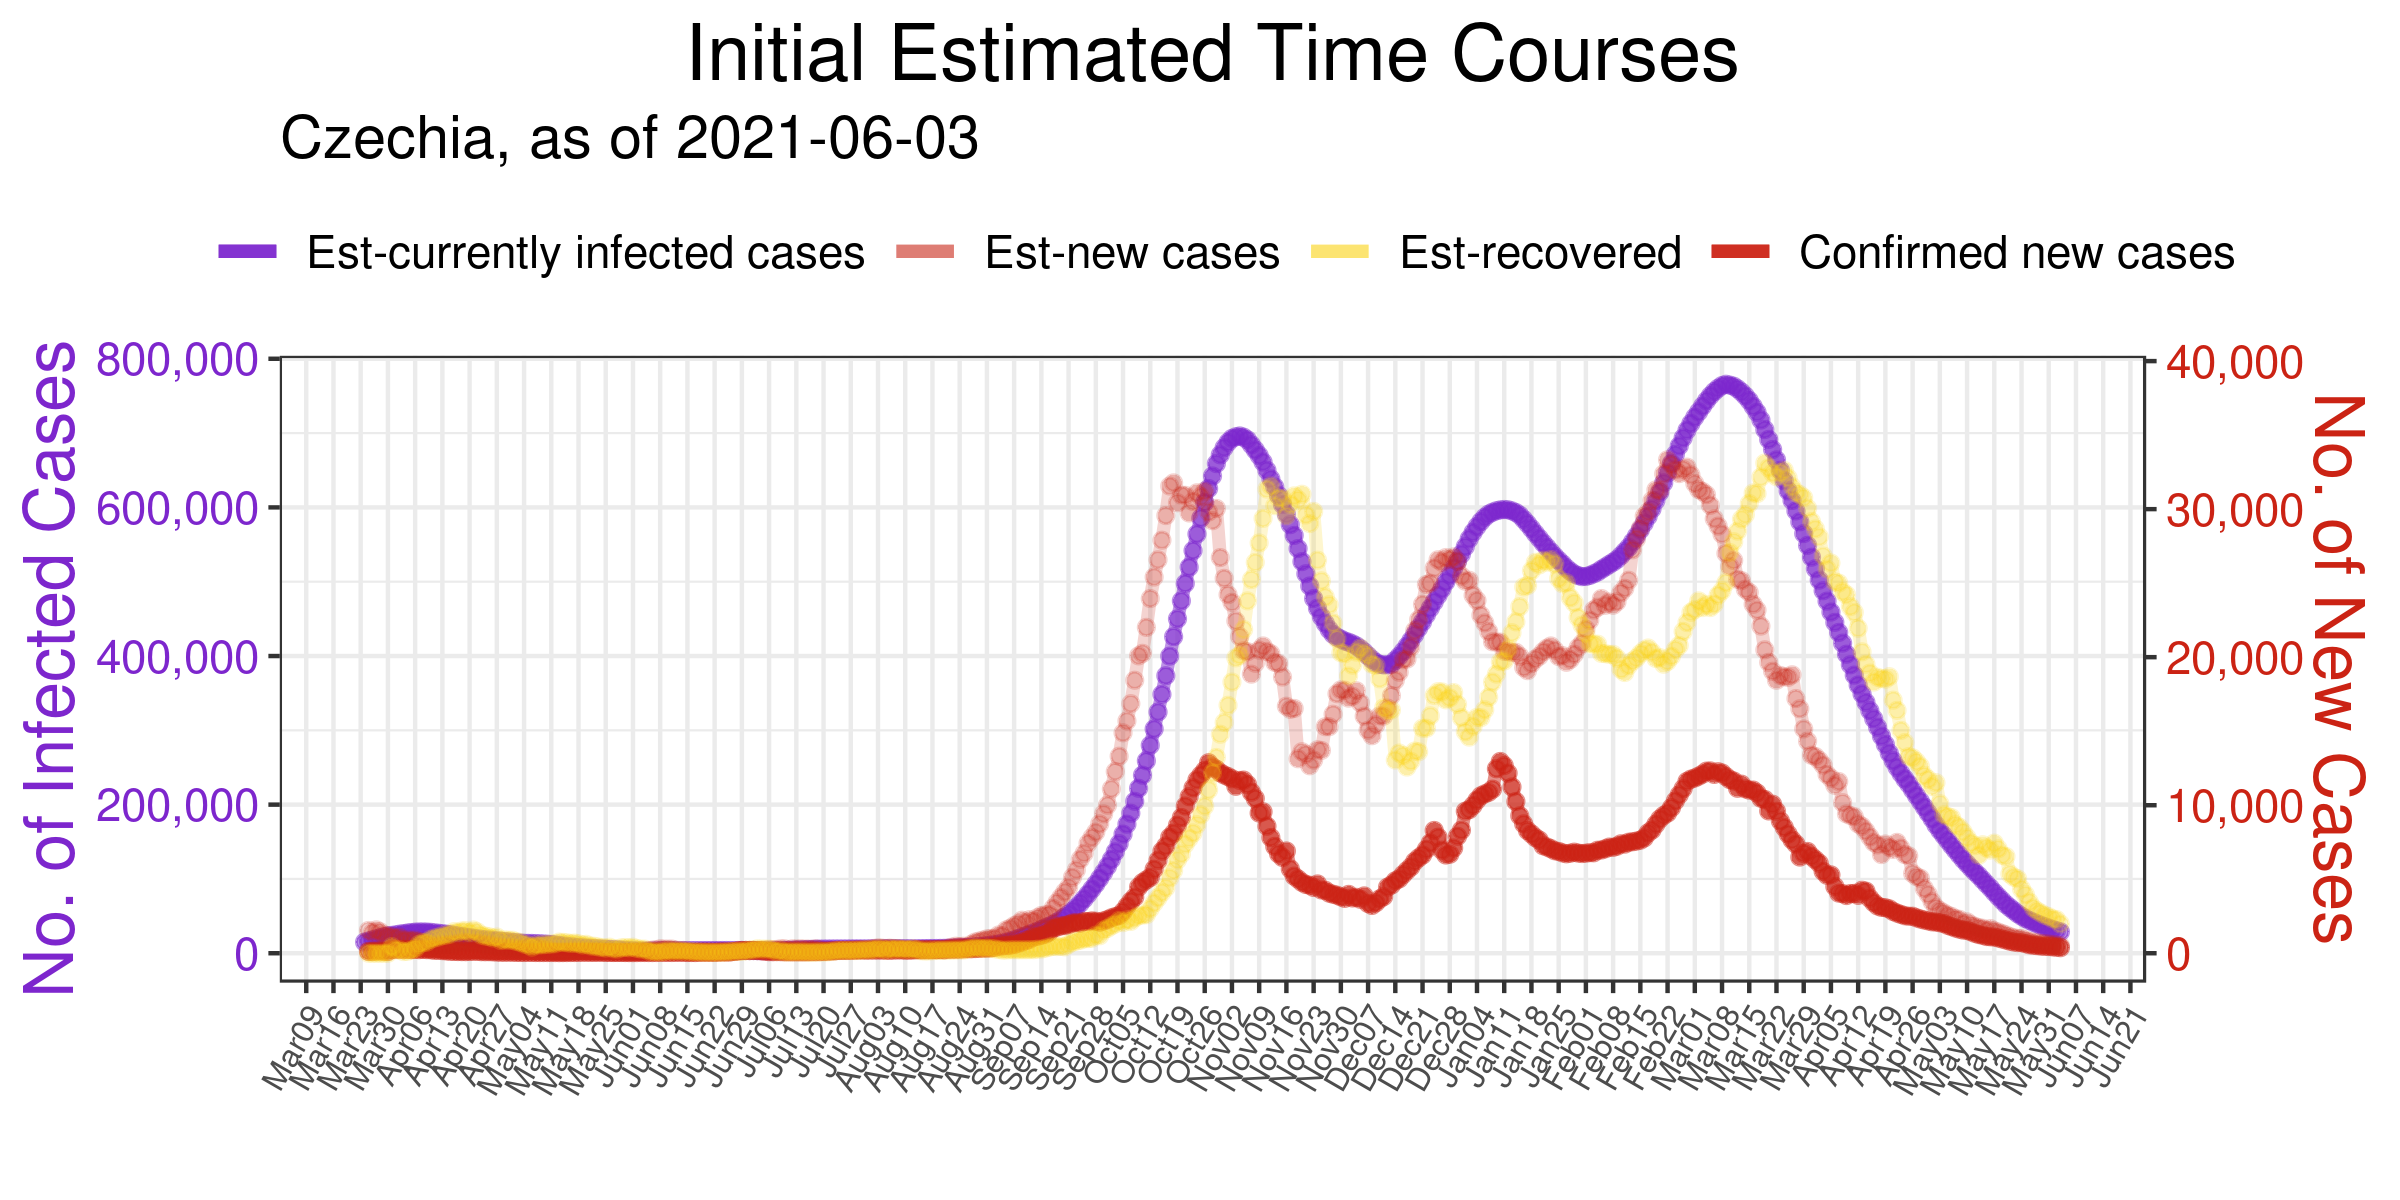 Initial Estimated Time Courses
Czechia, as of 2021-06-03
Est-currently infected cases Est-new cases Est-recovered Confirmed new cases
No. of Infected Cases
800,000
600,000
400,000
200,000
0
40,000
30,000
20,000
10,000
0
No. of New Cases
Mar09 Mar16 Mar23 Mar30 Apr06 Apr13 Apr20 Apr27 May04 May11 May18 May25 Jun01 Jun08 Jun15 Jun22 Jun29 Jul06 Jul13 Jul20 Jul27 Aug03 Aug10 Aug17 Aug24 Aug31 Sep07 Sep14 Sep21 Sep28 Oct05 Oct12 Oct19 Oct26 Nov02 Nov09 Nov16 Nov23 Nov30 Dec07 Dec14 Dec21 Dec28 Jan04 Jan11 Jan18 Jan25 Feb01 Feb08 Feb15 Feb22 Mar01 Mar08 Mar15 Mar22 Mar29 Apr05 Apr12 Apr19 Apr26 May03 May10 May17 May24 May31 Jun07 Jun14 Jun21